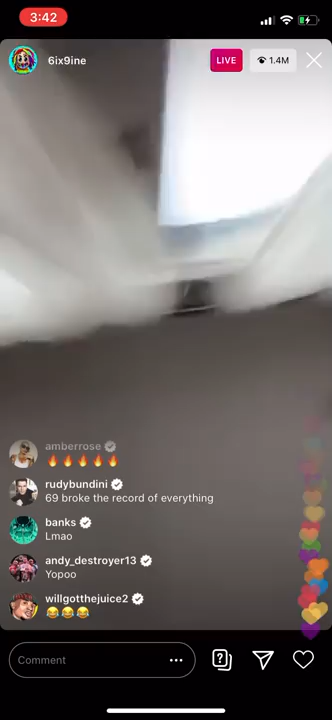 3:42
6ix9ine
LIVE
1.4M
amberrose
rudybundini
69 broke the record of everything
banks
Lmao
andy_destroyer13
Yopoo
willgotthejuice2
Comment